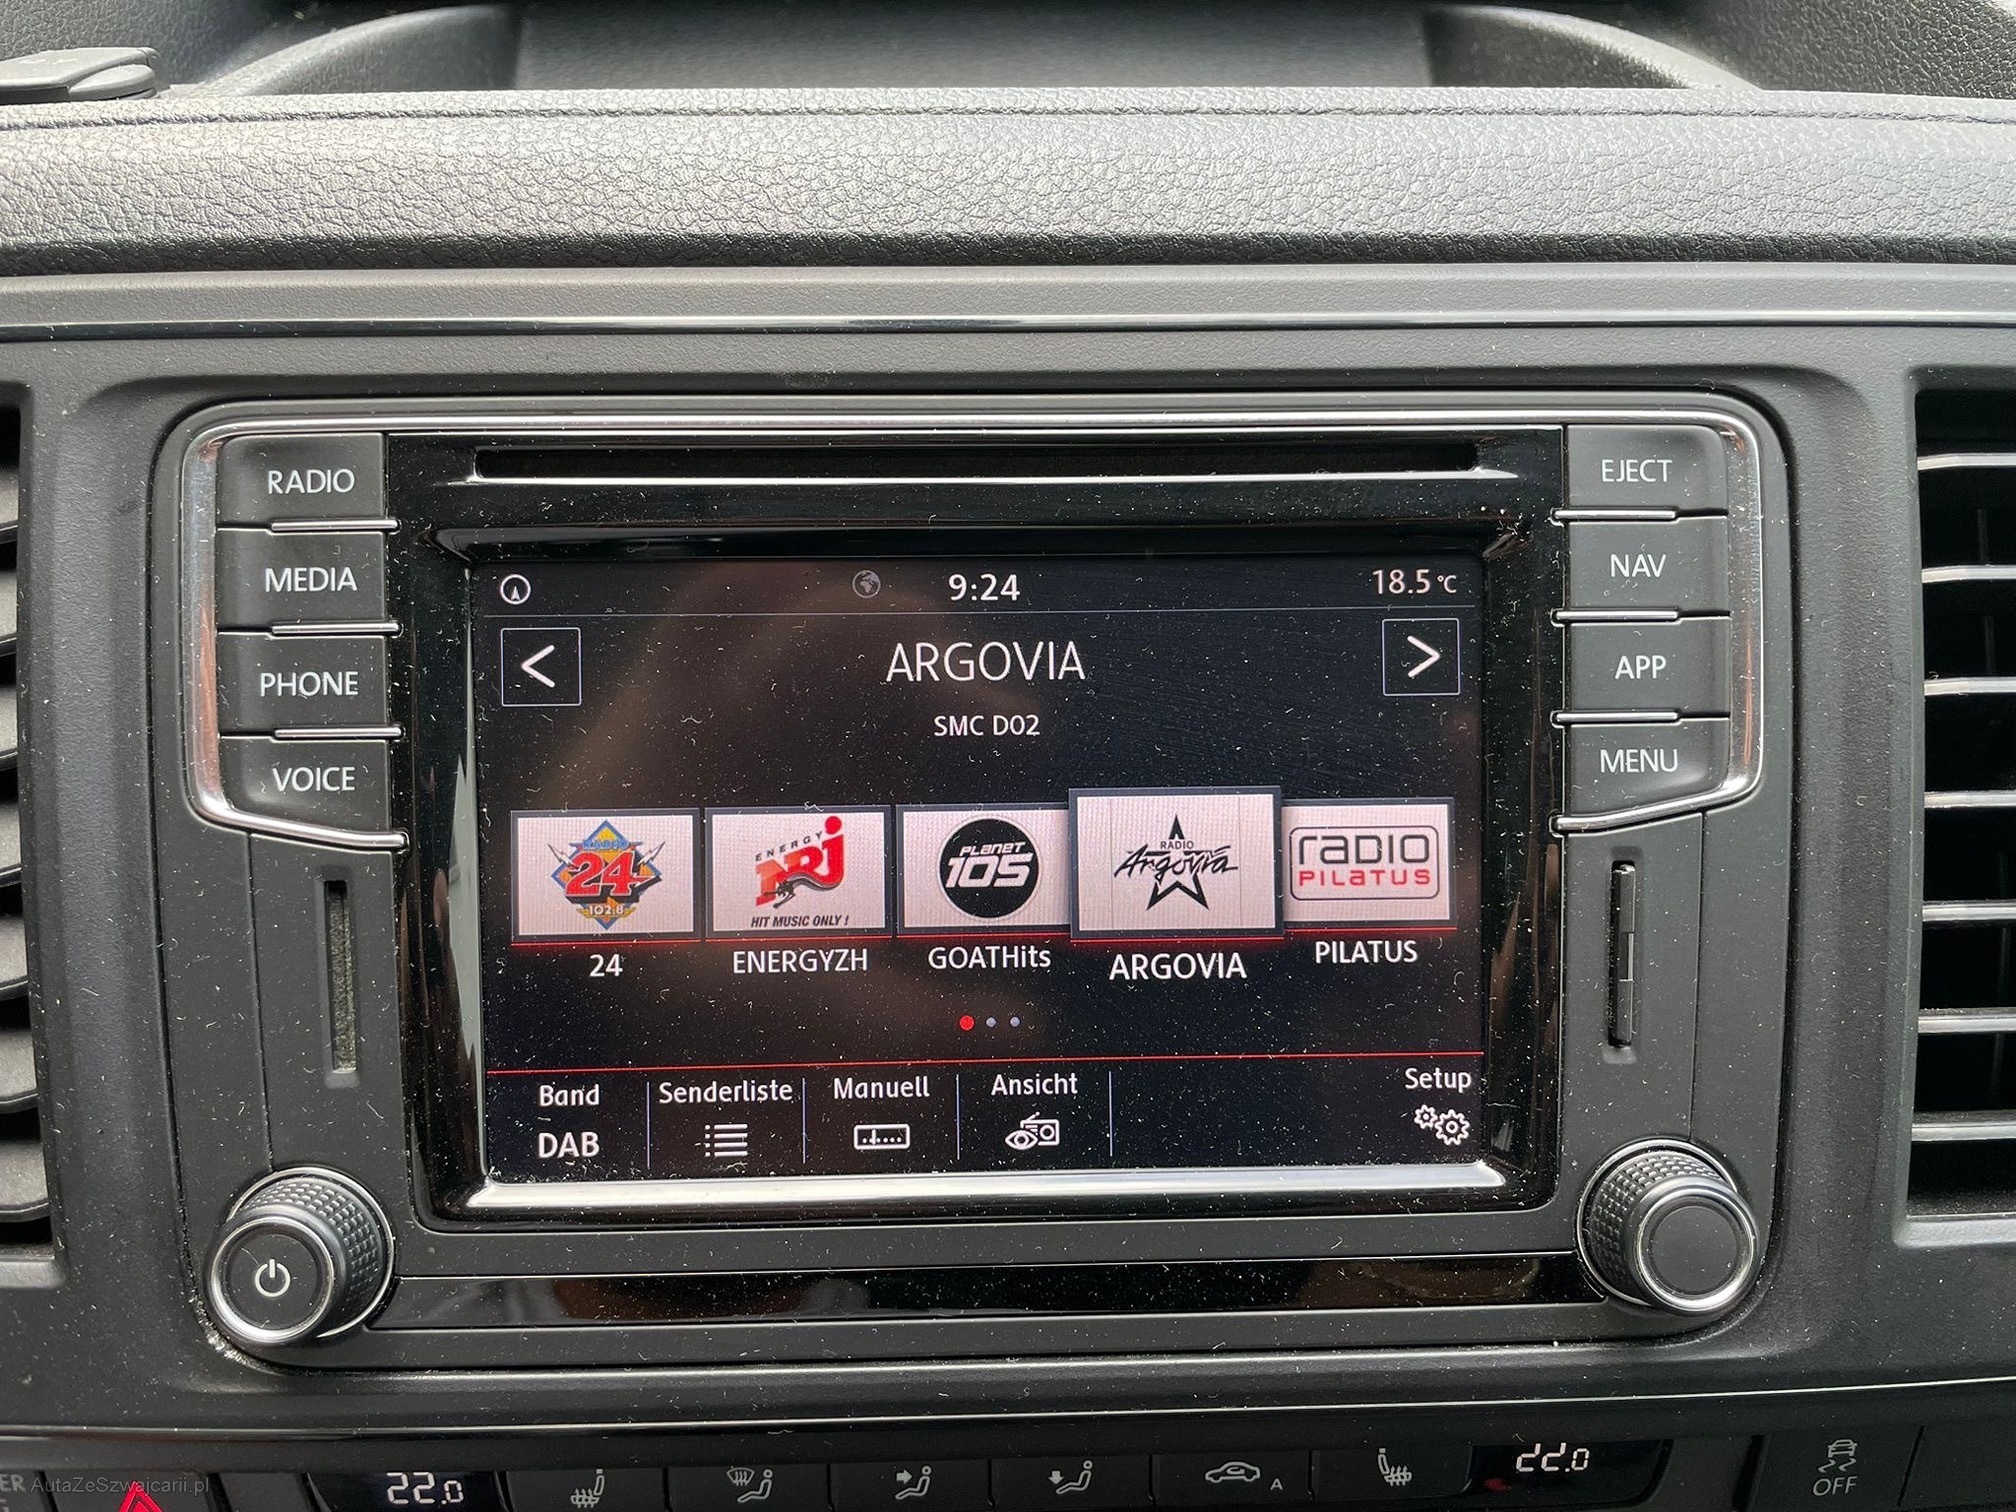 RADIO
MEDIA
PHONE
VOICE
EJECT
NAV
APP
MENU
9:24
18.5 °C
<
ARGOVIA
>
SMC D02
RADIO
24
102.8
ENERGY
NRJ
HIT MUSIC ONLY !
PLANET
105
RADIO
Argovia
RADIO
PILATUS
24
ENERGYZH
GOATHits
ARGOVIA
PILATUS
Band
DAB
Senderliste
Manuell
Ansicht
Setup
22.0
A
22.0
OFF
AutaZeSzwajcarii.pl